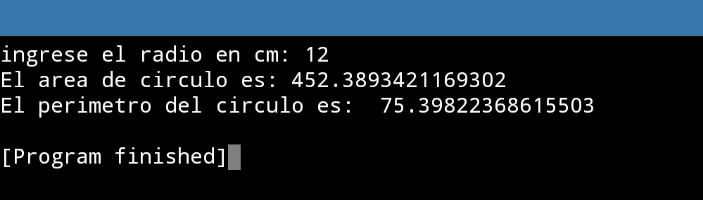 ingrese el radio en cm: 12
El area de circulo es: 452.3893421169302
El perimetro del circulo es:  75.39822368615503
[Program finished]